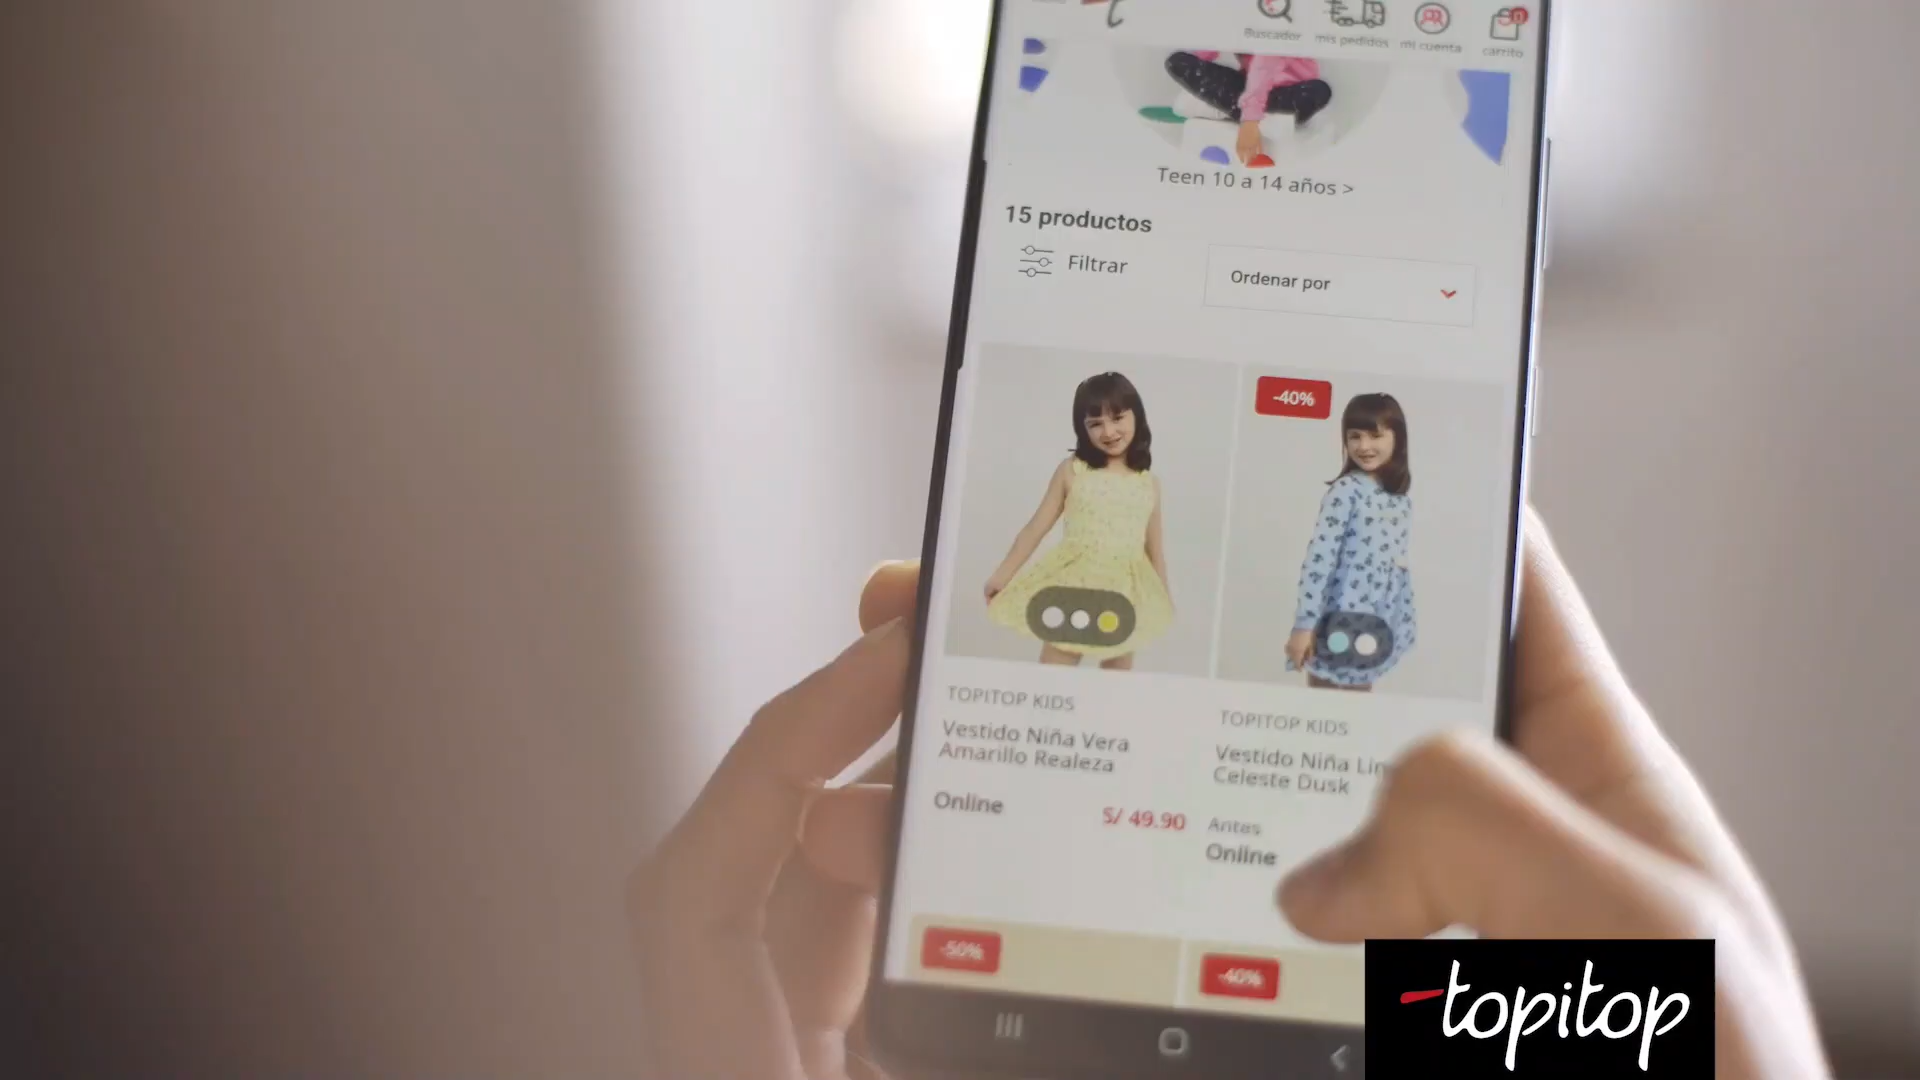 Buscador
mis pedidos
mi cuenta
carrito
Teen 10 a 14 años >
15 productos
Filtrar
Ordenar por
-40%
TOPITOP KIDS
Vestido Niña Vera
Amarillo Realeza
Online
S/ 49.90
TOPITOP KIDS
Vestido Niña
Celeste Dusk
Antes
Online
-50%
-40%
topitop